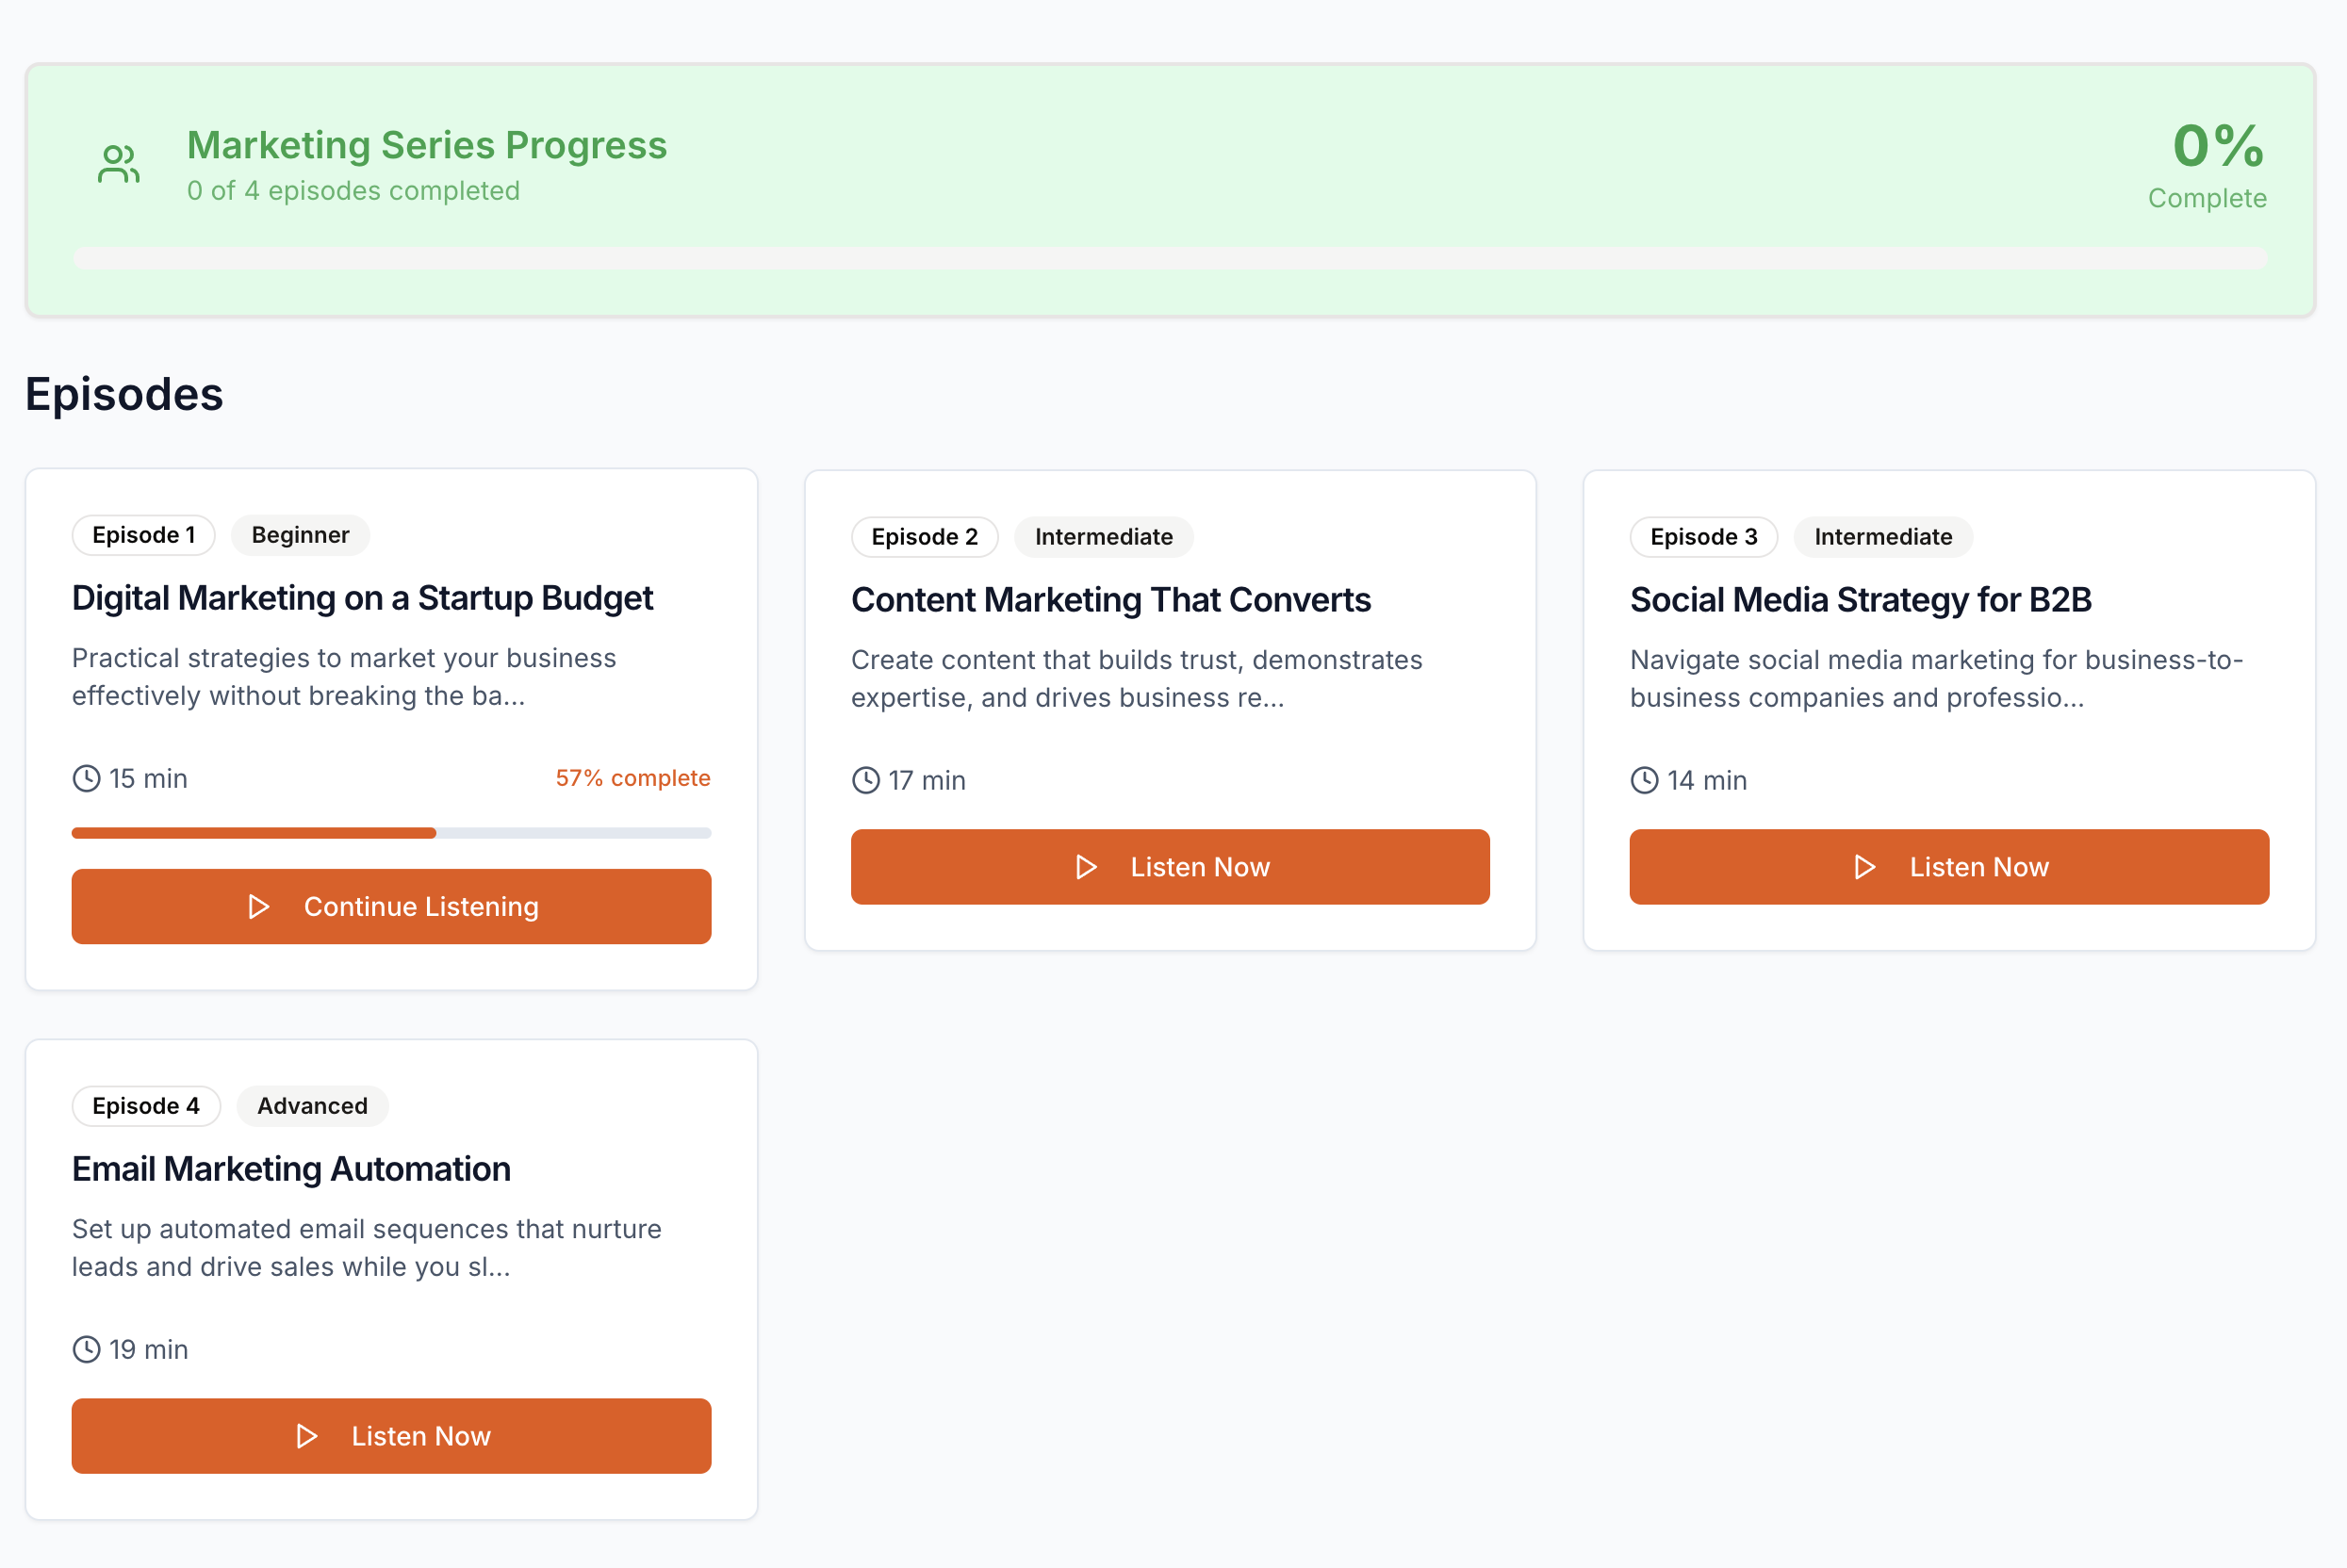 Marketing Series Progress
0 of 4 episodes completed
0%
Complete
Episodes
Episode 1
Beginner
Digital Marketing on a Startup Budget
Practical strategies to market your business
effectively without breaking the ba...
15 min
57% complete
Continue Listening
Episode 2
Intermediate
Content Marketing That Converts
Create content that builds trust, demonstrates
expertise, and drives business re...
17 min
Listen Now
Episode 3
Intermediate
Social Media Strategy for B2B
Navigate social media marketing for business-to-
business companies and professio...
14 min
Listen Now
Episode 4
Advanced
Email Marketing Automation
Set up automated email sequences that nurture
leads and drive sales while you sl...
19 min
Listen Now